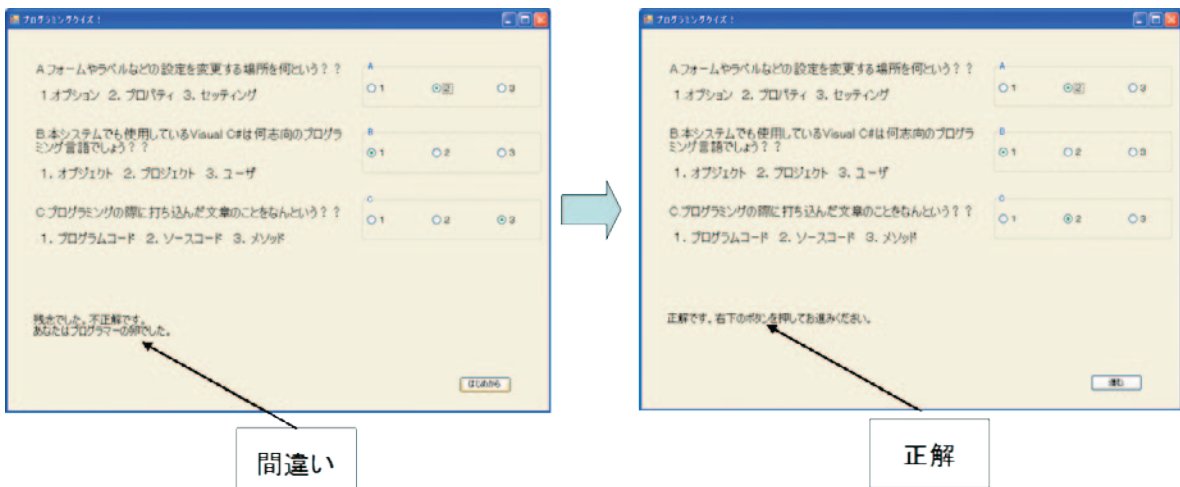 プログラミングクイズ!
A.フォームやラベルなどの設定を変更する場所を何という??
1.オプション 2. プロパティ 3. セッティング
A
1 2 3
B.本システムでも使用しているVisual C#は何志向のプログラ
ミング言語でしょう??
1. オブジェクト 2. プロジェクト 3. ユーザ
B
1 2 3
C.プログラミングの際に打ち込んだ文章のことをなんという??
1. プログラムコード 2. ソースコード 3. メソッド
C
1 2 3
残念でした。不正解です。
あなたはプログラマーの卵でした。
はじめから
間違い
プログラミングクイズ!
A.フォームやラベルなどの設定を変更する場所を何という??
1.オプション 2. プロパティ 3. セッティング
A
1 2 3
B.本システムでも使用しているVisual C#は何志向のプログラ
ミング言語でしょう??
1. オブジェクト 2. プロジェクト 3. ユーザ
B
1 2 3
C.プログラミングの際に打ち込んだ文章のことをなんという??
1. プログラムコード 2. ソースコード 3. メソッド
C
1 2 3
正解です。右下のボタンを押してお進みください。
進む
正解